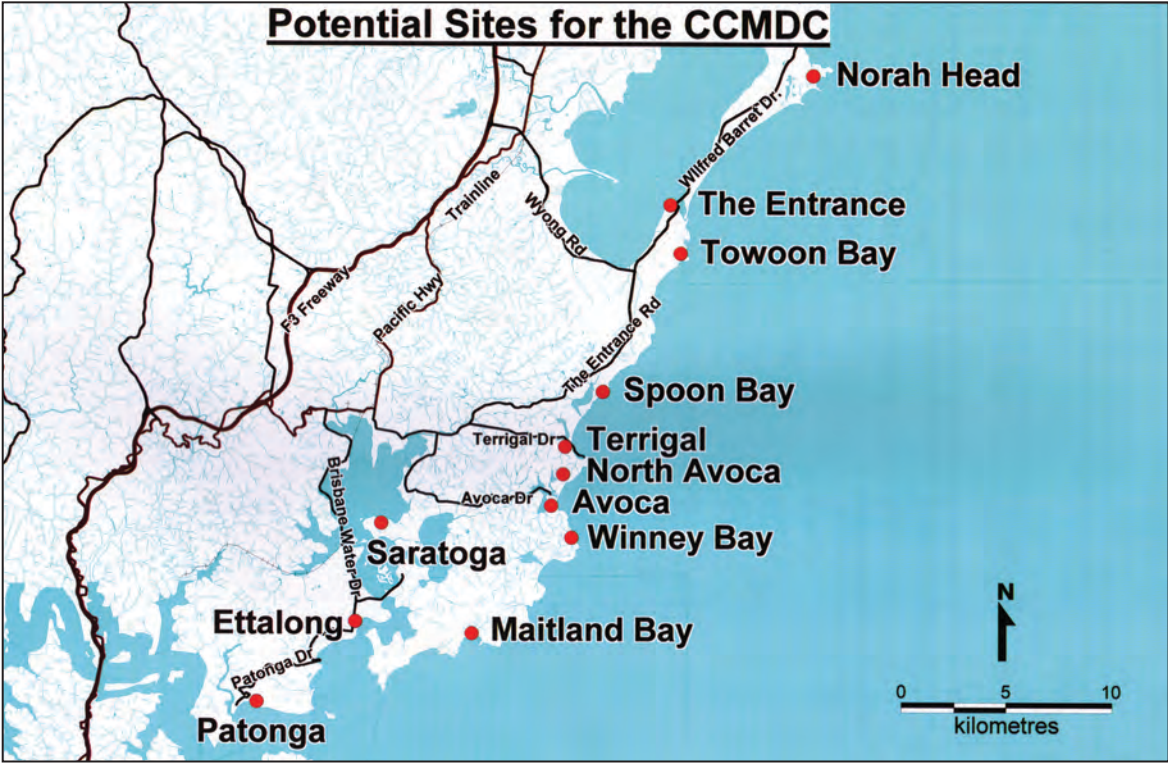 Potential Sites for the CCMDC
Norah Head
Wilfred Barret Dr.
Trainline
Wyong Rd
The Entrance
Towoon Bay
F3 Freeway
Pacific Hwy
The Entrance Rd
Spoon Bay
Terrigal Dr
Terrigal
North Avoca
Avoca Dr
Avoca
Brisbane Water Dr
Winney Bay
Saratoga
Ettalong
Maitland Bay
Patonga Dr
Patonga
N
0 5 10
kilometres